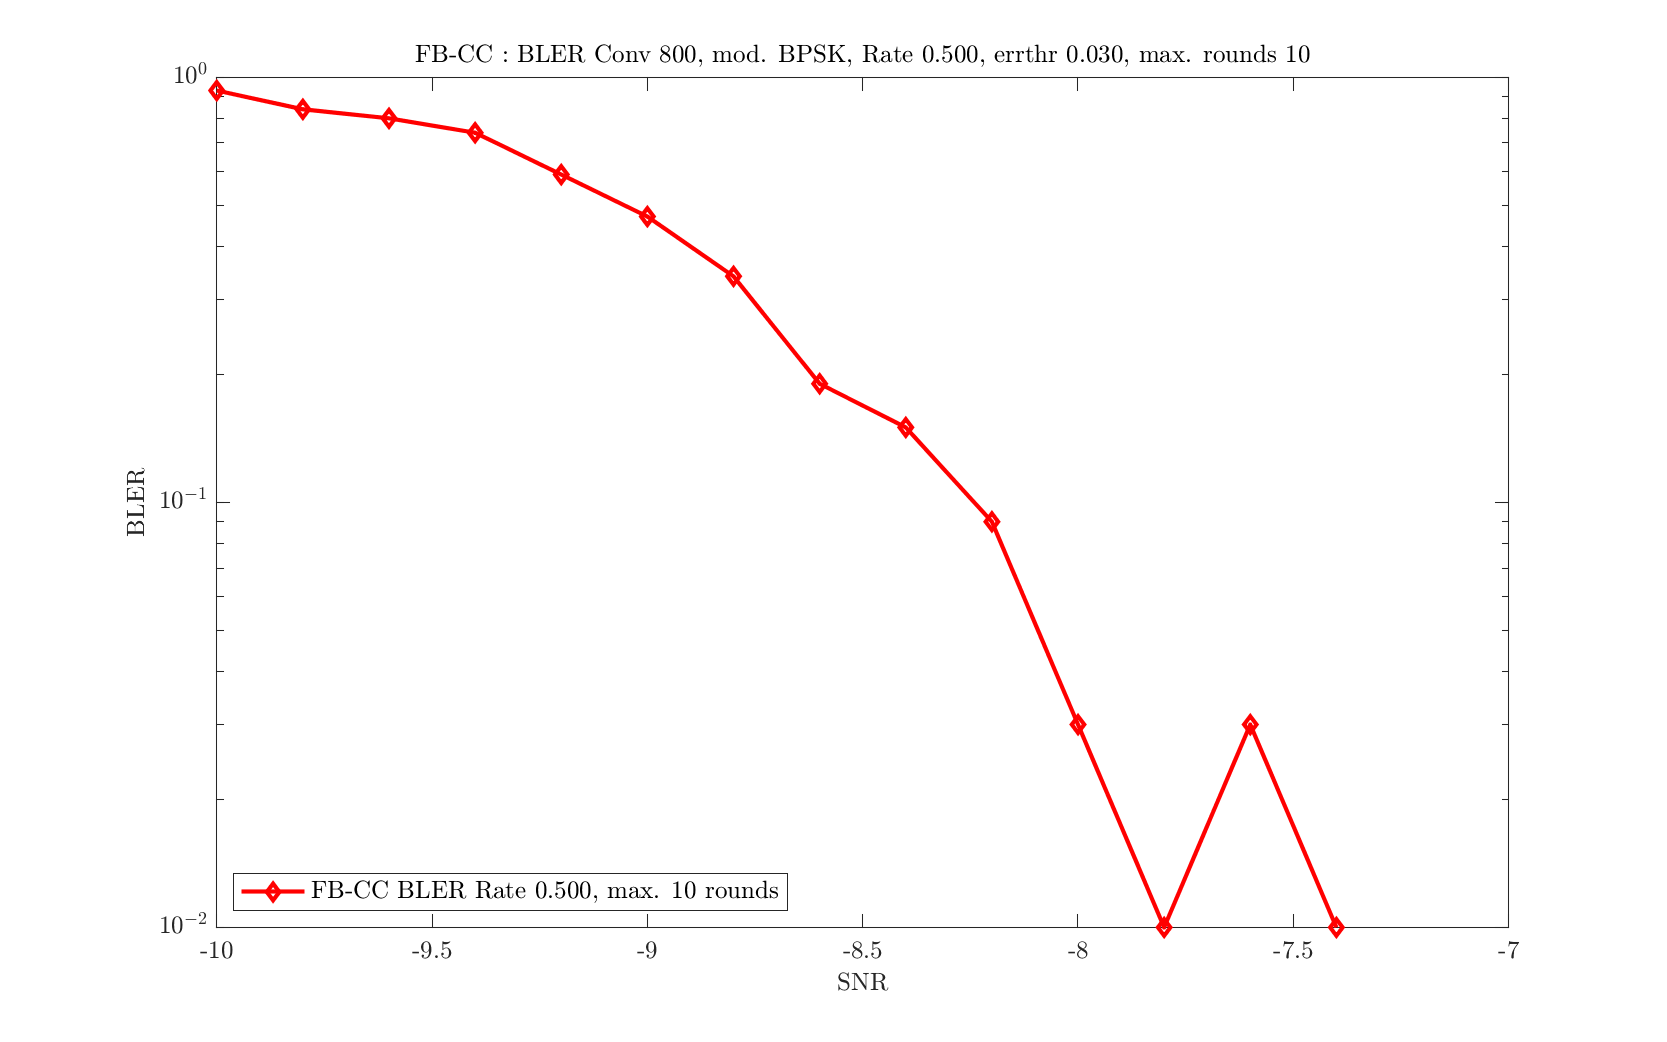 FB-CC : BLER Conv 800, mod. BPSK, Rate 0.500, errthr 0.030, max. rounds 10
10^0
10^{-1}
10^{-2}
BLER
FB-CC BLER Rate 0.500, max. 10 rounds
-10 -9.5 -9 -8.5 -8 -7.5 -7
SNR